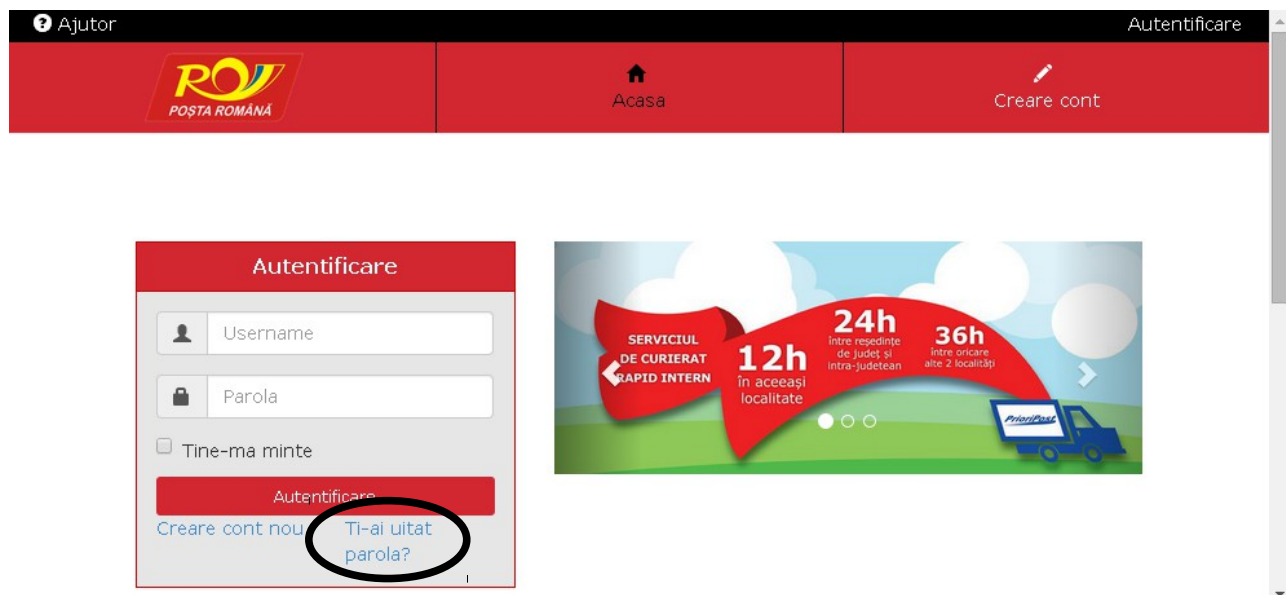 Ajutor
Autentificare
POȘTA ROMÂNĂ
Acasa
Creare cont
Autentificare
Username
Parola
Tine-ma minte
Autentificare
Creare cont nou
Ti-ai uitat
parola?
SERVICIUL
DE CURIERAT
RAPID INTERN
12h
în aceeași
localitate
24h
între reședințe
de județ și
intra-judetean
36h
între oricare
alte 2 localități
PrioriPost